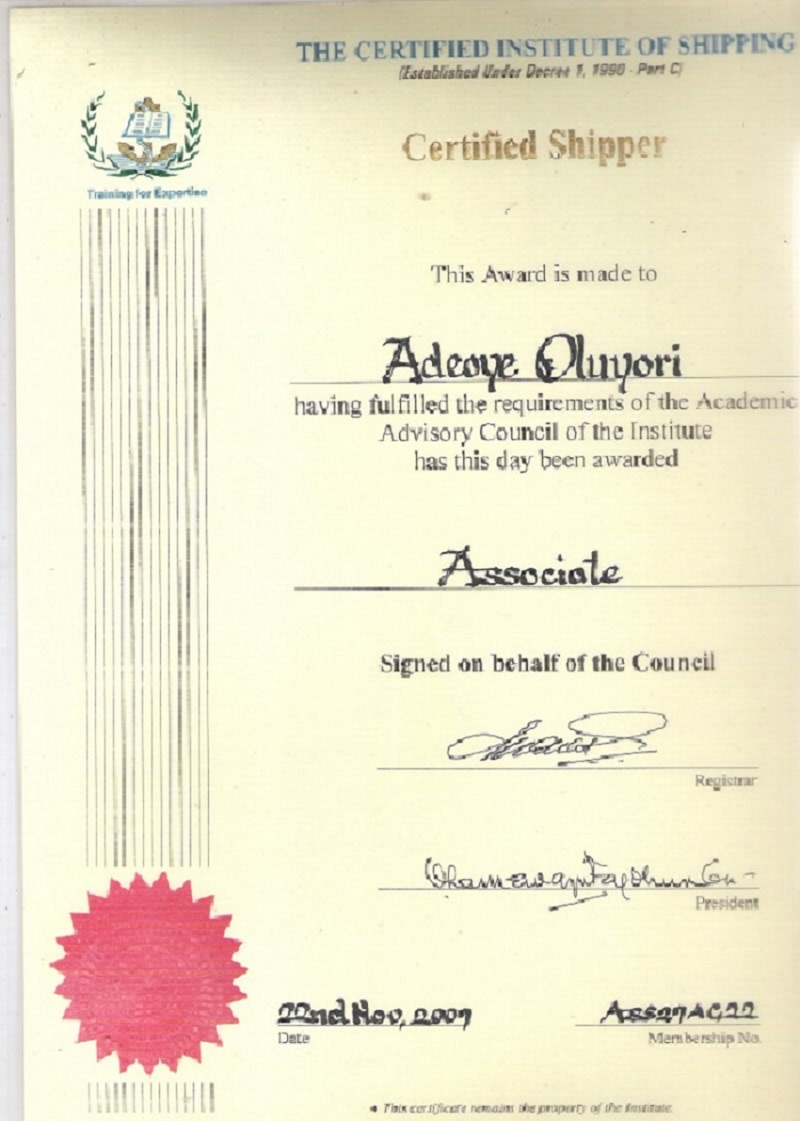 THE CERTIFIED INSTITUTE OF SHIPPING
(Established Under Decree 1, 1990 - Part C)
Certified Shipper
Training for Expertise
This Award is made to
Adeoye Oluyori
having fulfilled the requirements of the Academic
Advisory Council of the Institute
has this day been awarded
Associate
Signed on behalf of the Council
Registrar
President
22nd Nov, 2007
Date
Membership No.
This certificate remains the property of the Institute.